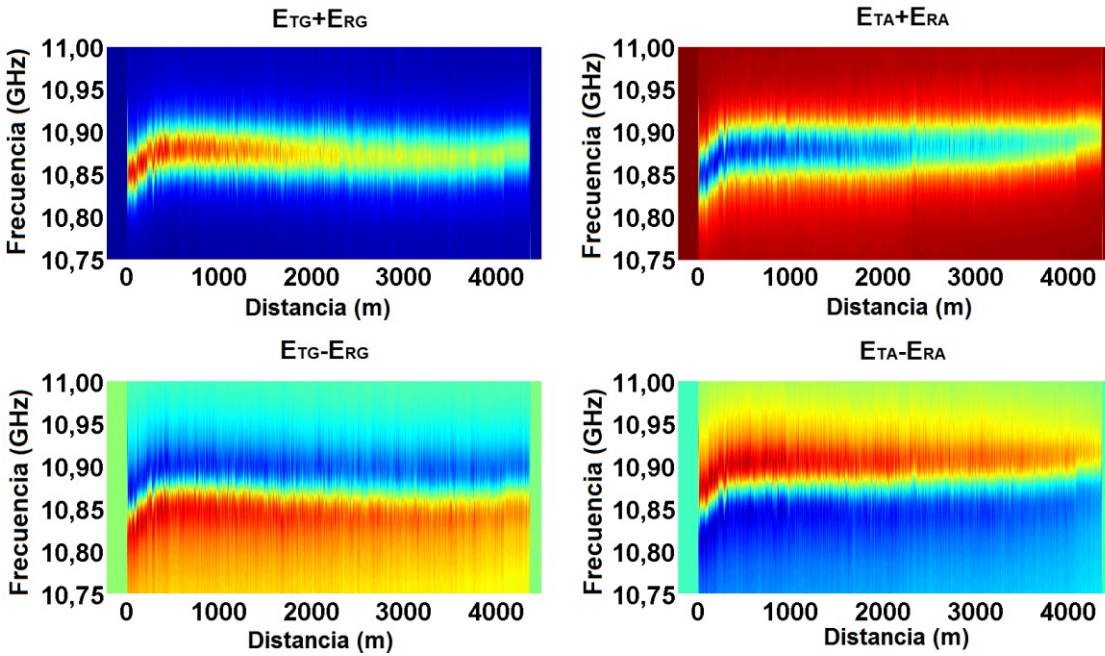 ETG+ERG
11,00
10,95
10,90
10,85
10,80
10,75
Frecuencia (GHz)
0 1000 2000 3000 4000
Distancia (m)
ETA+ERA
11,00
10,95
10,90
10,85
10,80
10,75
Frecuencia (GHz)
0 1000 2000 3000 4000
Distancia (m)
ETG-ERG
11,00
10,95
10,90
10,85
10,80
10,75
Frecuencia (GHz)
0 1000 2000 3000 4000
Distancia (m)
ETA-ERA
11,00
10,95
10,90
10,85
10,80
10,75
Frecuencia (GHz)
0 1000 2000 3000 4000
Distancia (m)